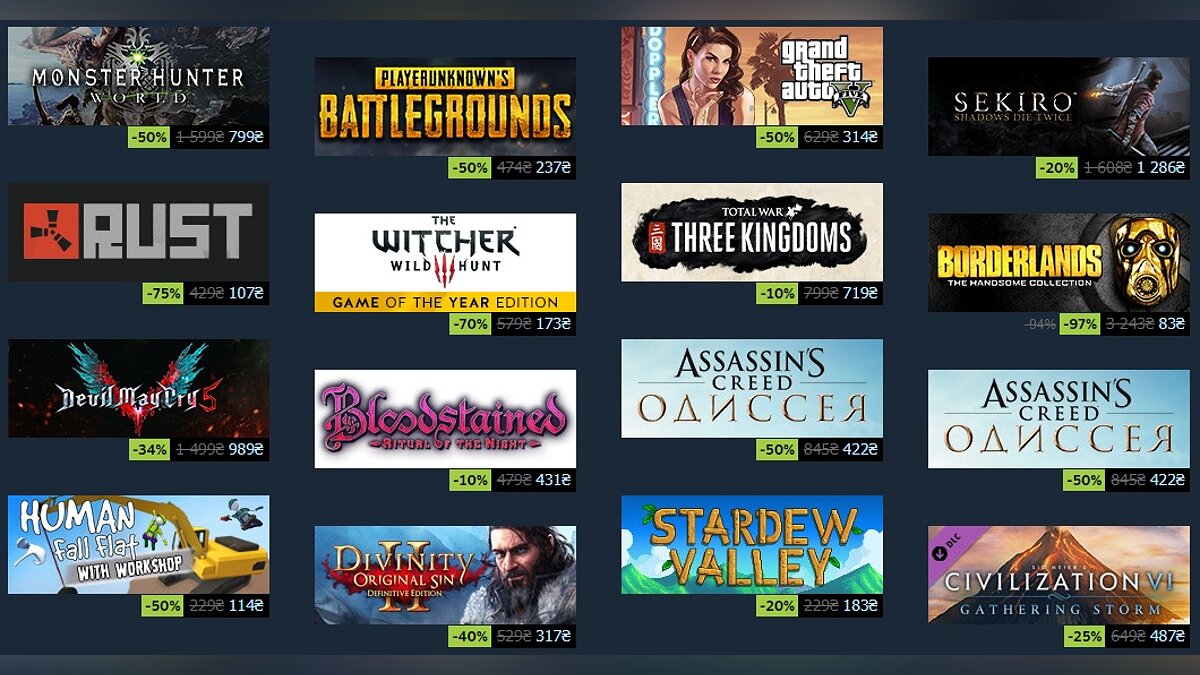 MONSTER HUNTER
WORLD
-50% 1 599₴ 799₴
PLAYERUNKNOWN'S
BATTLEGROUNDS
-50% 474₴ 237₴
DOPPLER
grand
theft
auto
V
FIVE
-50% 629₴ 314₴
SEKIRO™
SHADOWS DIE TWICE
-20% 1 608₴ 1 286₴
RUST
-75% 429₴ 107₴
THE
WITCHER
WILD HUNT
GAME OF THE YEAR EDITION
-70% 579₴ 173₴
TOTAL WAR
三國
THREE KINGDOMS
-10% 799₴ 719₴
BORDERLANDS
THE HANDSOME COLLECTION
-94% -97% 3 243₴ 83₴
Devil May Cry 5
-34% 1 499₴ 989₴
Bloodstained
RITUAL OF THE NIGHT
-10% 479₴ 431₴
ASSASSIN'S
CREED
ОДИССЕЯ
-50% 845₴ 422₴
ASSASSIN'S
CREED
ОДИССЕЯ
-50% 845₴ 422₴
HUMAN
fall flat
WITH WORKSHOP
-50% 229₴ 114₴
DIVINITY
II
ORIGINAL SIN
DEFINITIVE EDITION
-40% 529₴ 317₴
STARDEW
VALLEY
-20% 229₴ 183₴
DLC
SID MEIER'S
CIVILIZATION VI
GATHERING STORM
-25% 649₴ 487₴